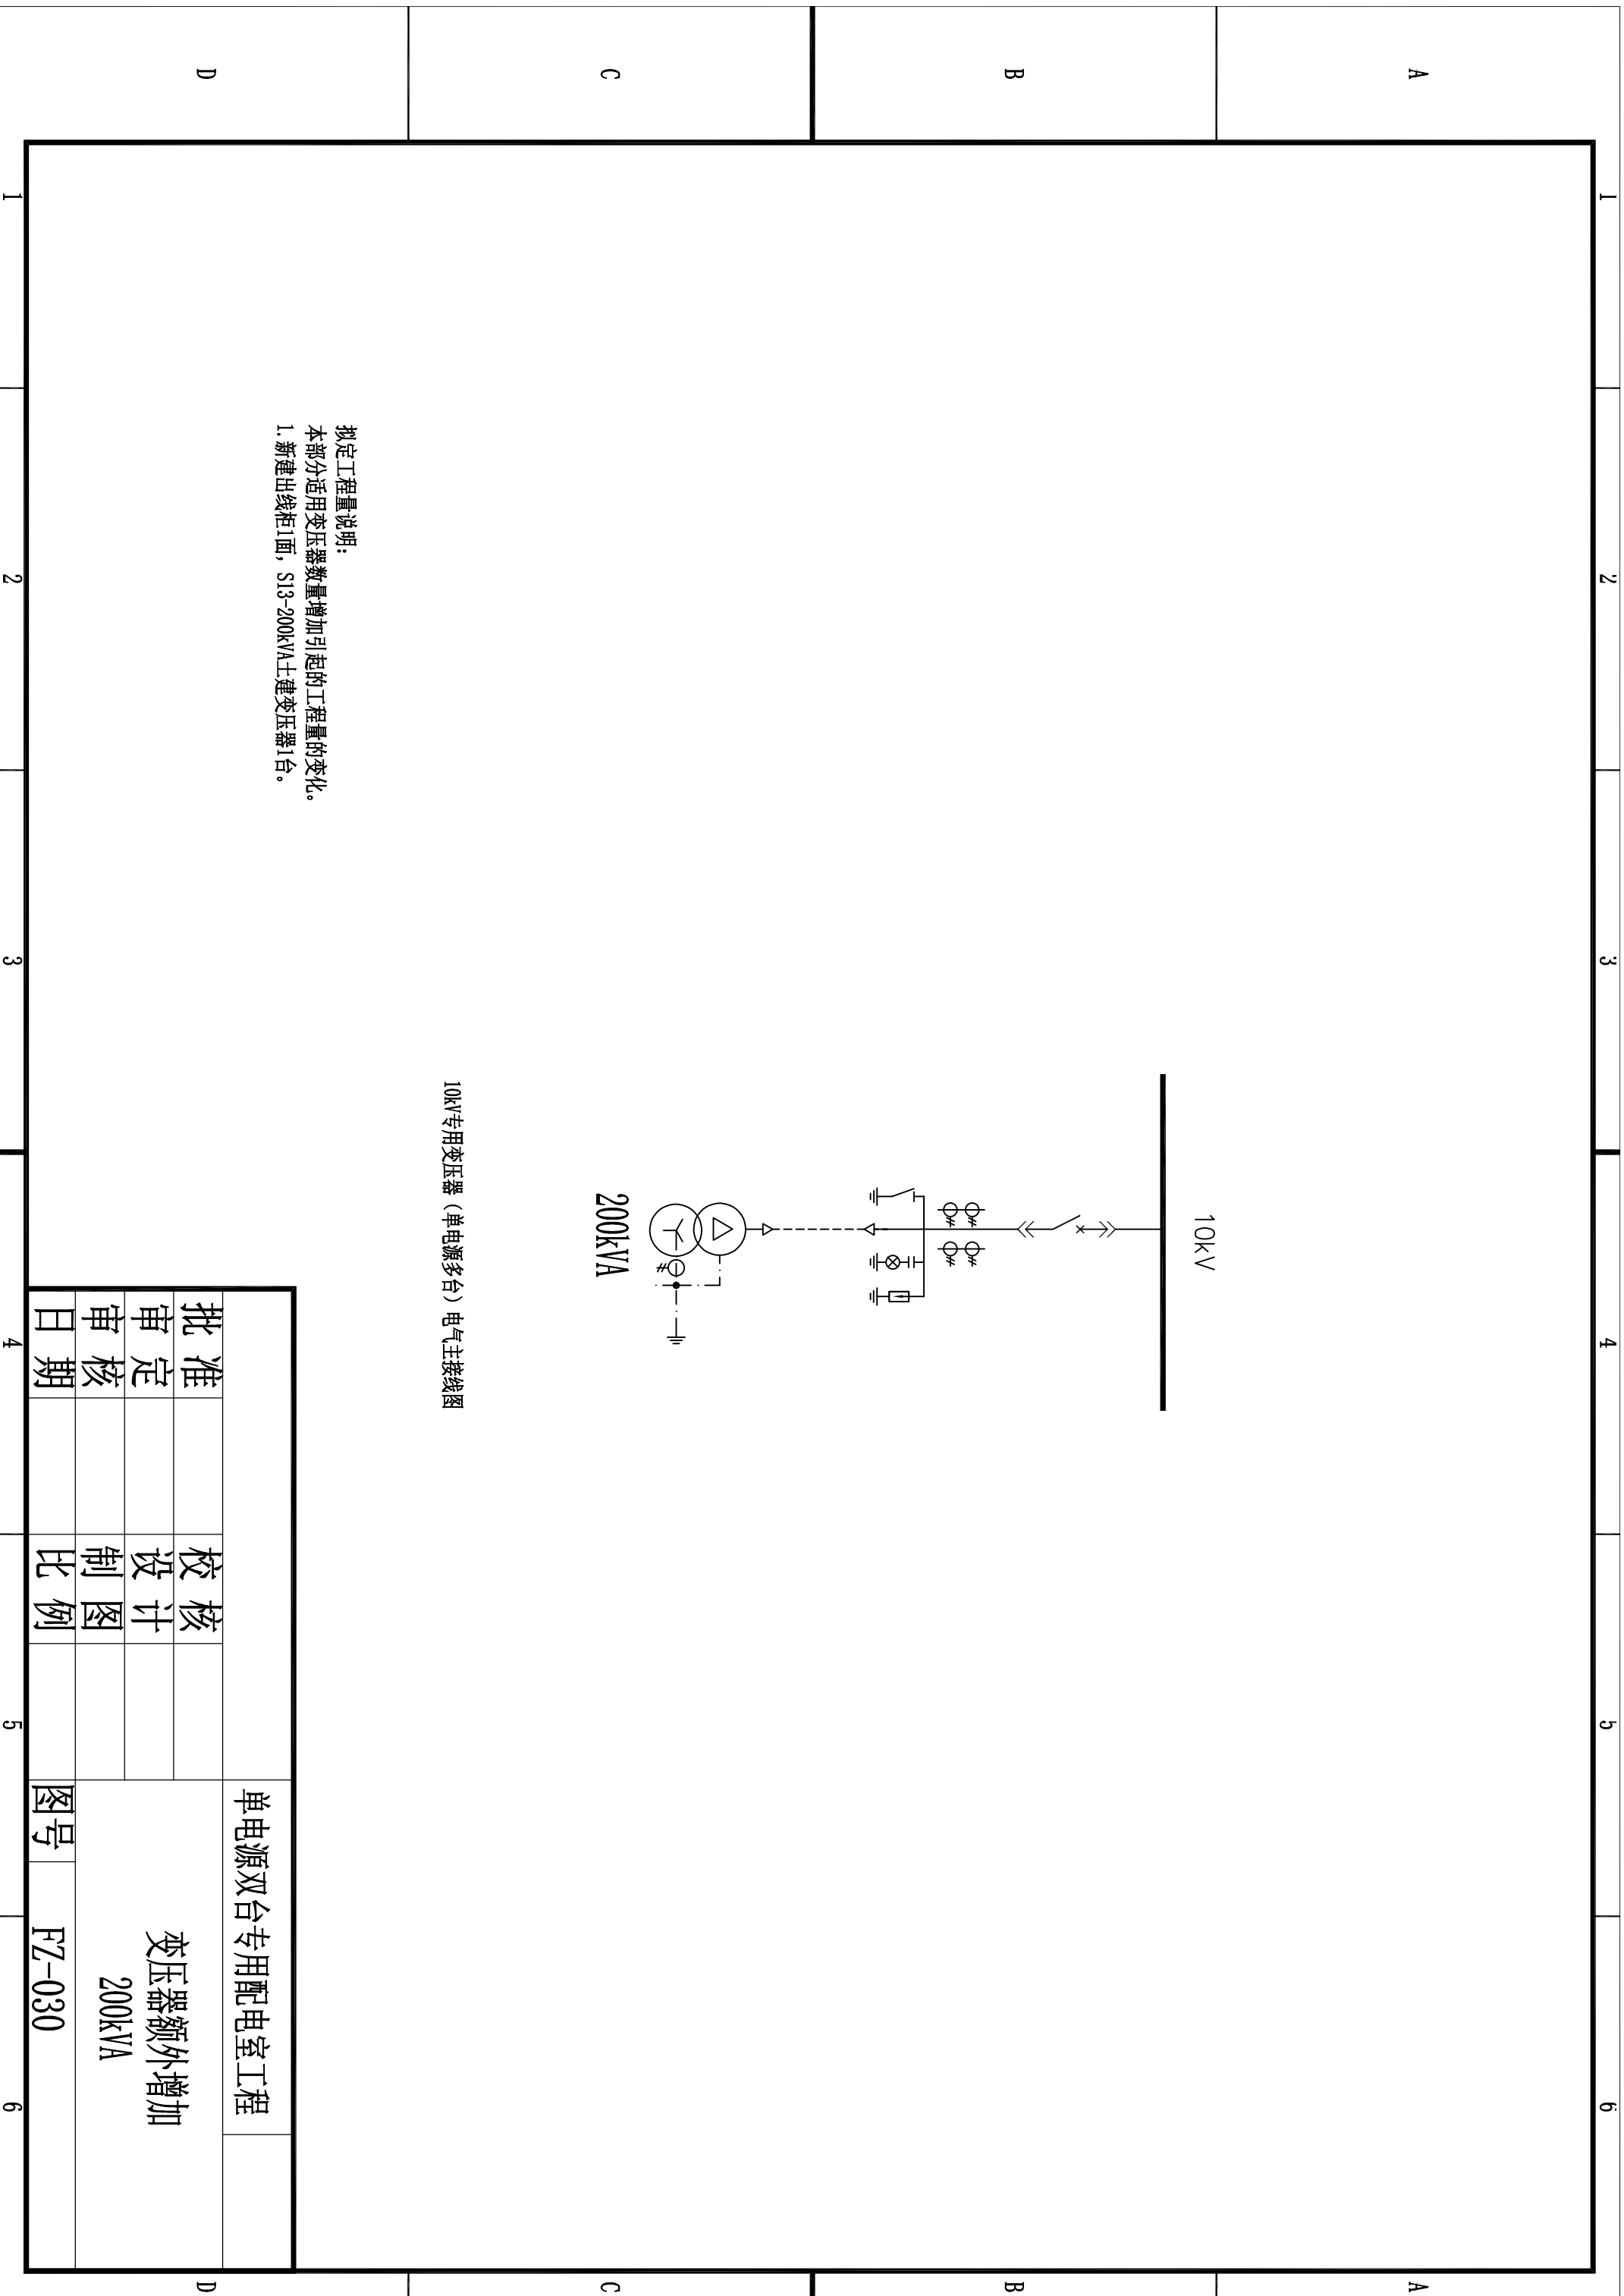 1 2 3 4 5 6
A
A
10kV
B
B
200kVA
C
C
10kV专用变压器（单电源多台）电气主接线图
拟定工程量说明：
本部分适用变压器数量增加引起的工程量的变化。
1.新建出线柜1面，S13-200kVA土建变压器1台。
D
D
单电源双台专用配电室工程
批 准 校 核
审 定 设 计
变压器额外增加
200kVA
审 核 制 图
日 期 比 例 图号 FZ-030
1 2 3 4 5 6